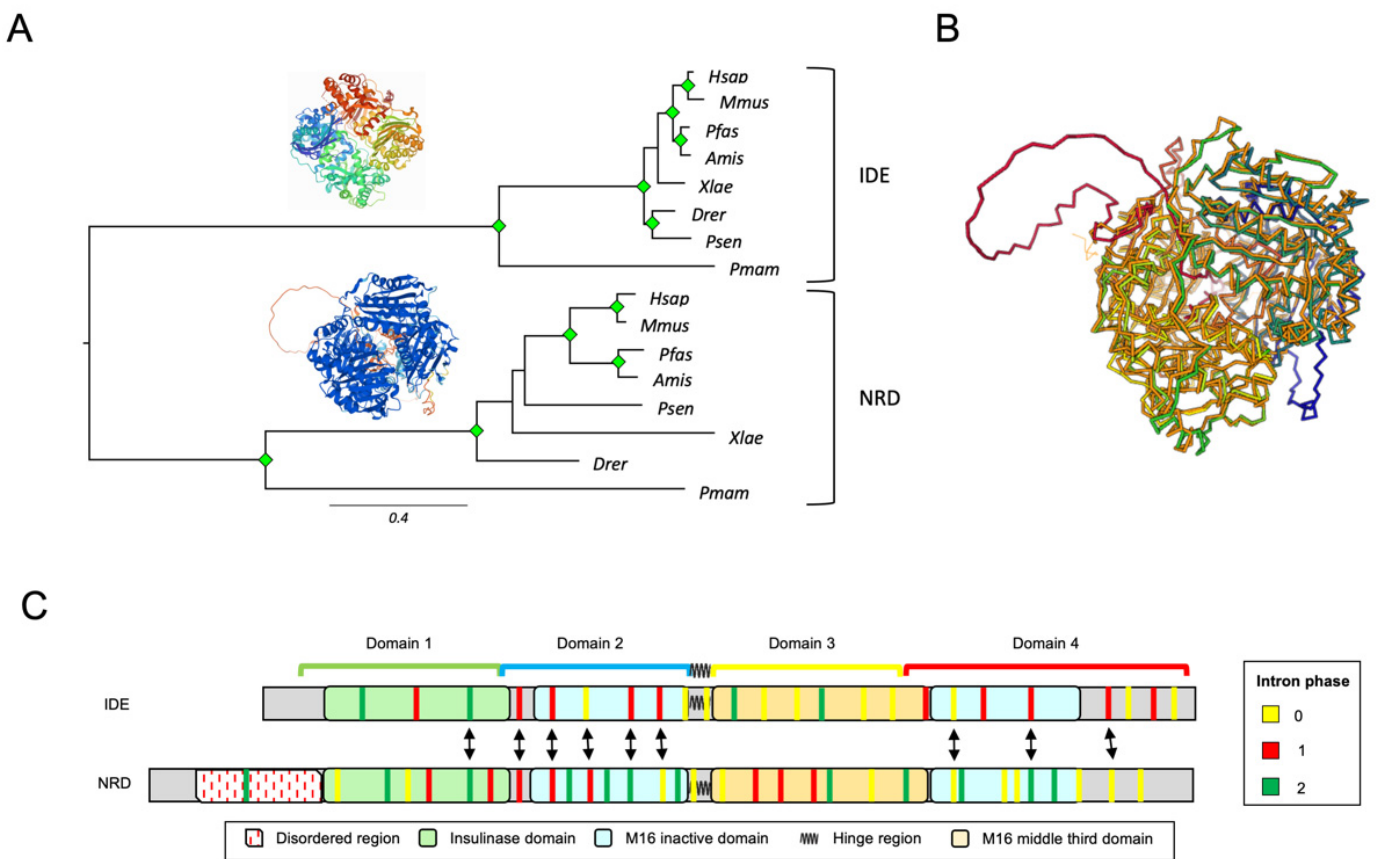 A
B
Hsap
Mmus
Pfas
Amis
Xlae
Drer
Psen
Pmam
IDE
Hsap
Mmus
Pfas
Amis
Psen
Xlae
Drer
Pmam
NRD
0.4
C
Domain 1 Domain 2 Domain 3 Domain 4
IDE
NRD
Intron phase
0
1
2
Disordered region Insulinase domain M16 inactive domain Hinge region M16 middle third domain